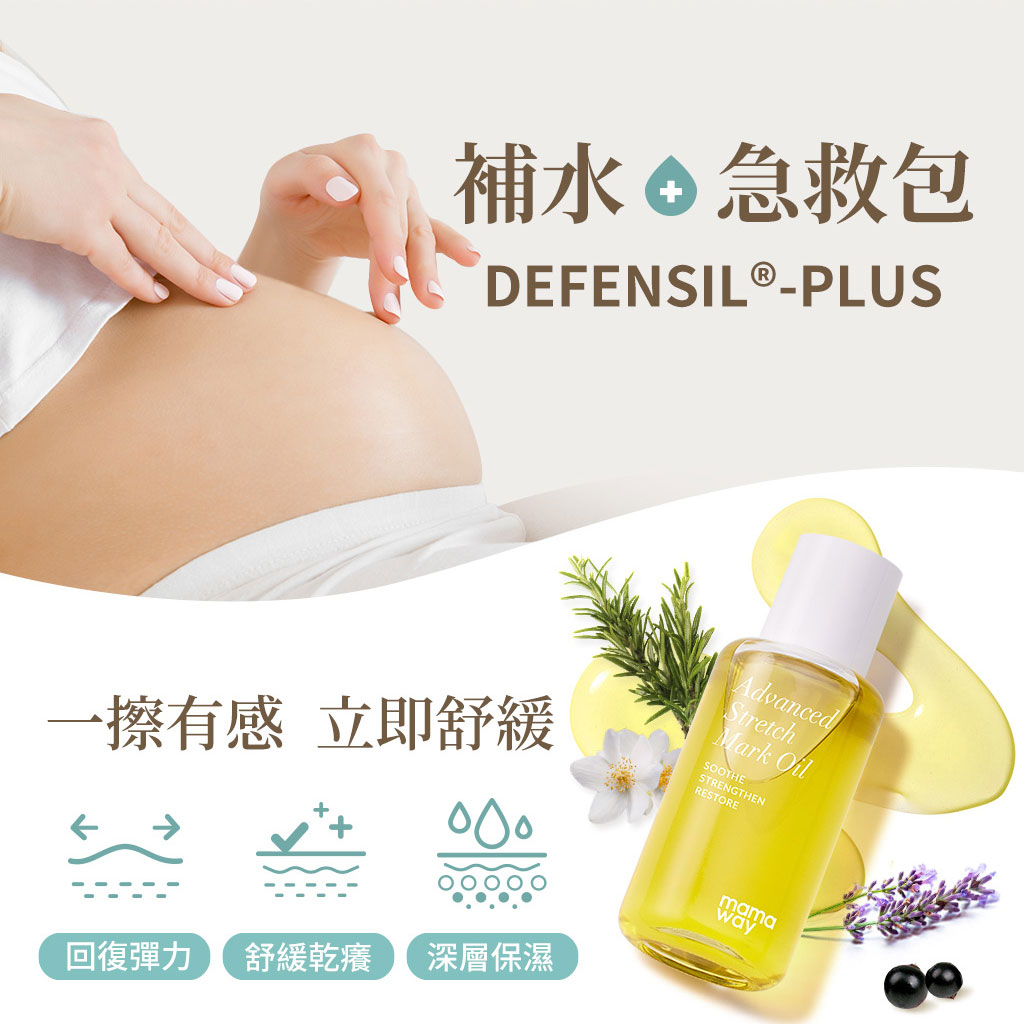 補水 急救包
DEFENSIL®-PLUS
一擦有感 立即舒緩
回復彈力
舒緩乾癢
深層保濕
Advanced
Stretch
Mark Oil
SOOTHE
STRENGTHEN
RESTORE
mama
way